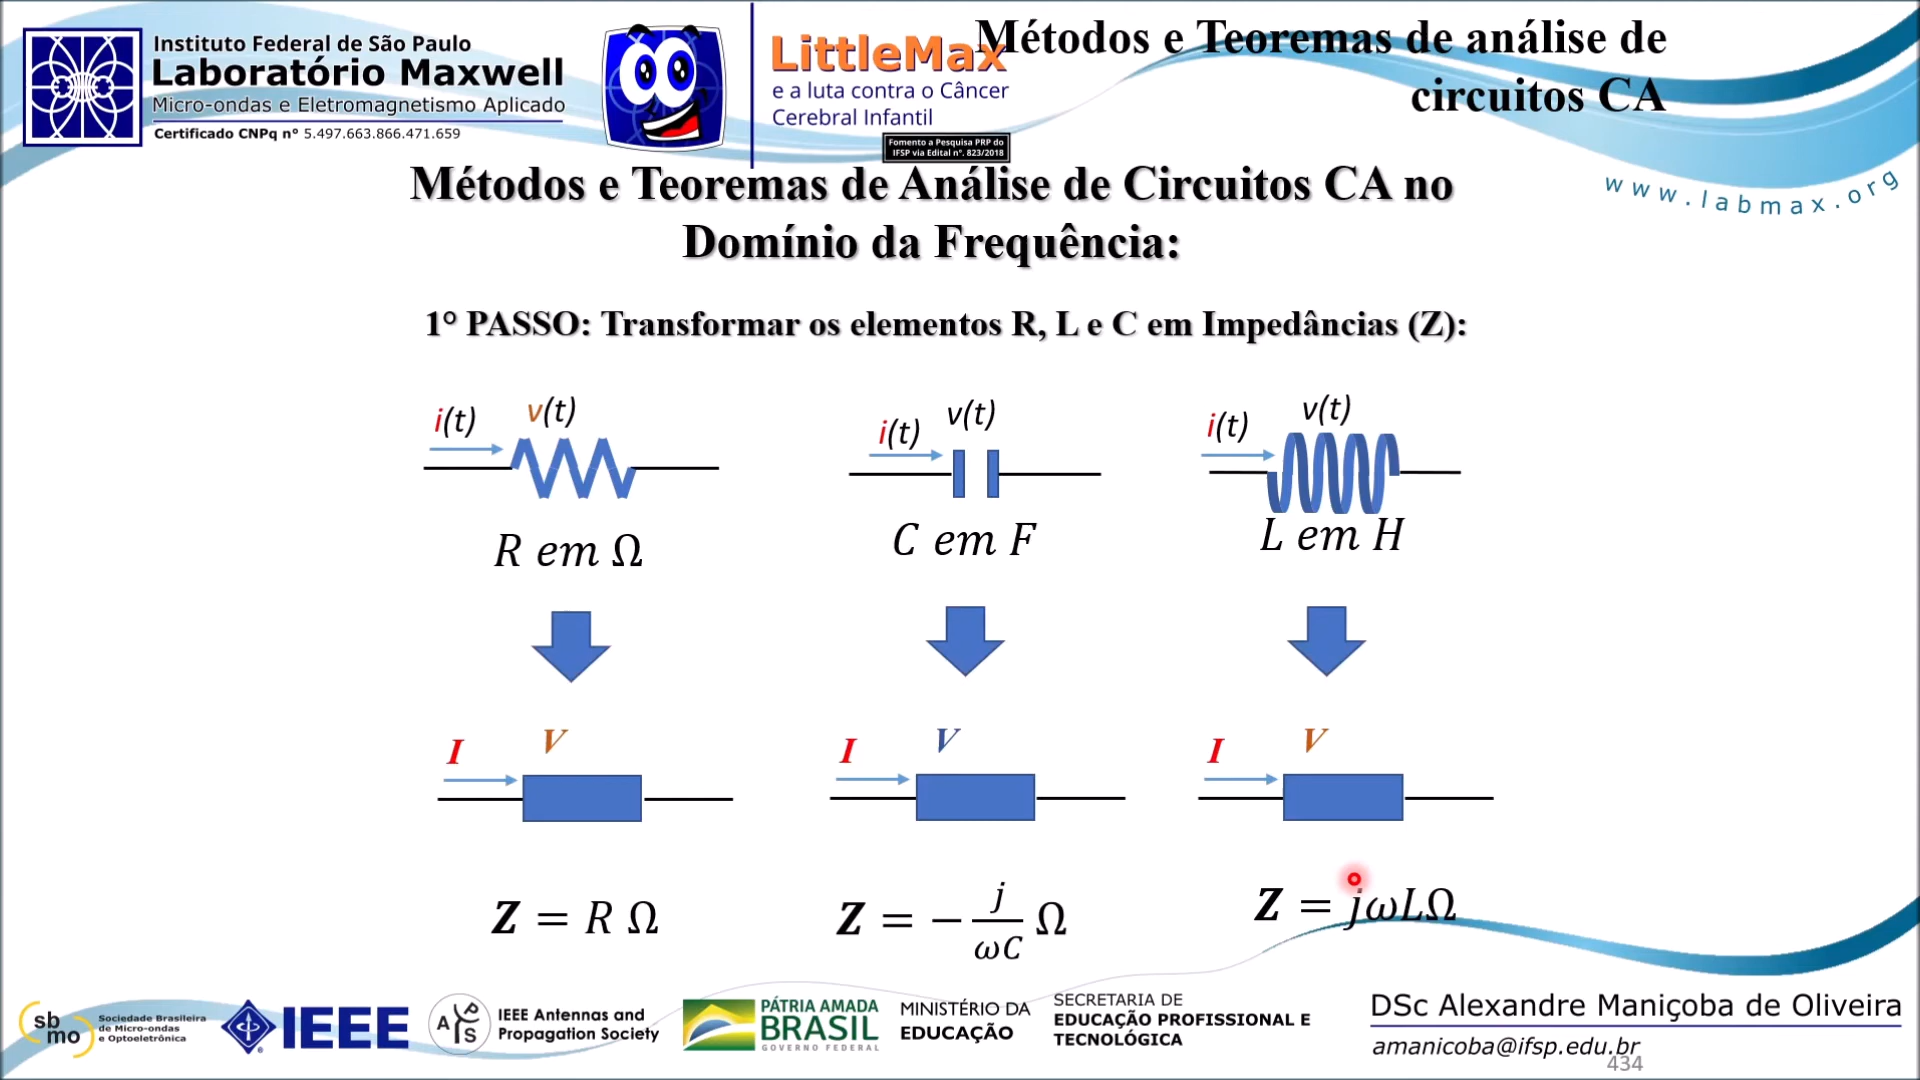 Instituto Federal de São Paulo
Laboratório Maxwell
Micro-ondas e Eletromagnetismo Aplicado
Certificado CNPq n° 5.497.663.866.471.659
LittleMax
e a luta contra o Câncer
Cerebral Infantil
Fomento a Pesquisa PRP do
IFSP via Edital n°. 823/2018
Métodos e Teoremas de análise de
circuitos CA
www.labmax.org
Métodos e Teoremas de Análise de Circuitos CA no
Domínio da Frequência:
1° PASSO: Transformar os elementos R, L e C em Impedâncias (Z):
i(t) v(t)
i(t) v(t)
i(t) v(t)
R em Ω
C em F
L em H
I V
I V
I V
Z = R Ω
Z = − j/ωC Ω
Z = jωLΩ
sb
mo
Sociedade Brasileira
de Micro-ondas
e Optoeletrônica
IEEE
APS
IEEE Antennas and
Propagation Society
PÁTRIA AMADA
BRASIL
GOVERNO FEDERAL
MINISTÉRIO DA
EDUCAÇÃO
SECRETARIA DE
EDUCAÇÃO PROFISSIONAL E
TECNOLÓGICA
DSc Alexandre Maniçoba de Oliveira
amanicoba@ifsp.edu.br
434